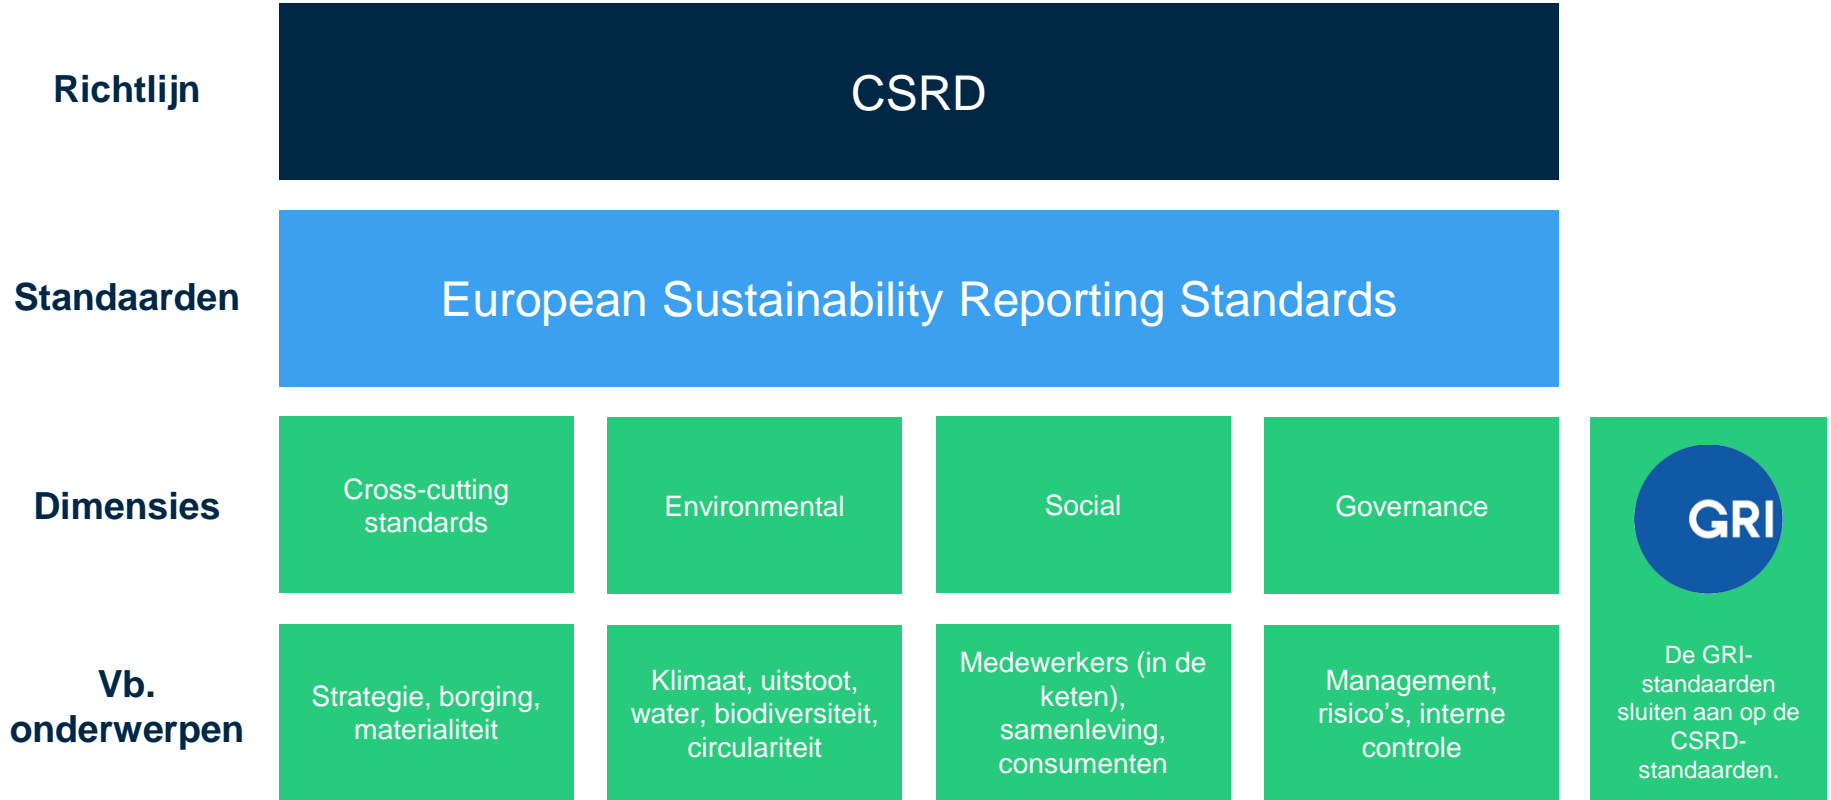 Richtlijn
CSRD
Standaarden
European Sustainability Reporting Standards
Dimensies
Cross-cutting
standards
Environmental
Social
Governance
GRI
Vb.
onderwerpen
Strategie, borging,
materialiteit
Klimaat, uitstoot,
water, biodiversiteit,
circulariteit
Medewerkers (in de
keten),
samenleving,
consumenten
Management,
risico’s, interne
controle
De GRI-
standaarden
sluiten aan op de
CSRD-
standaarden.